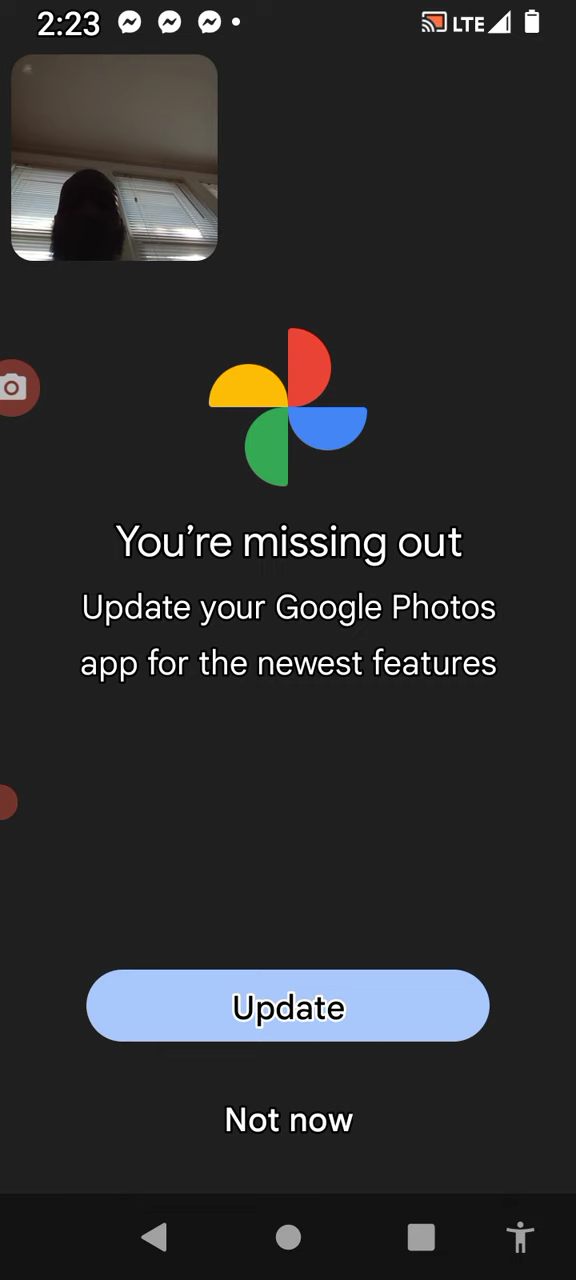 2:23
LTE
You're missing out
Update your Google Photos
app for the newest features
Update
Not now